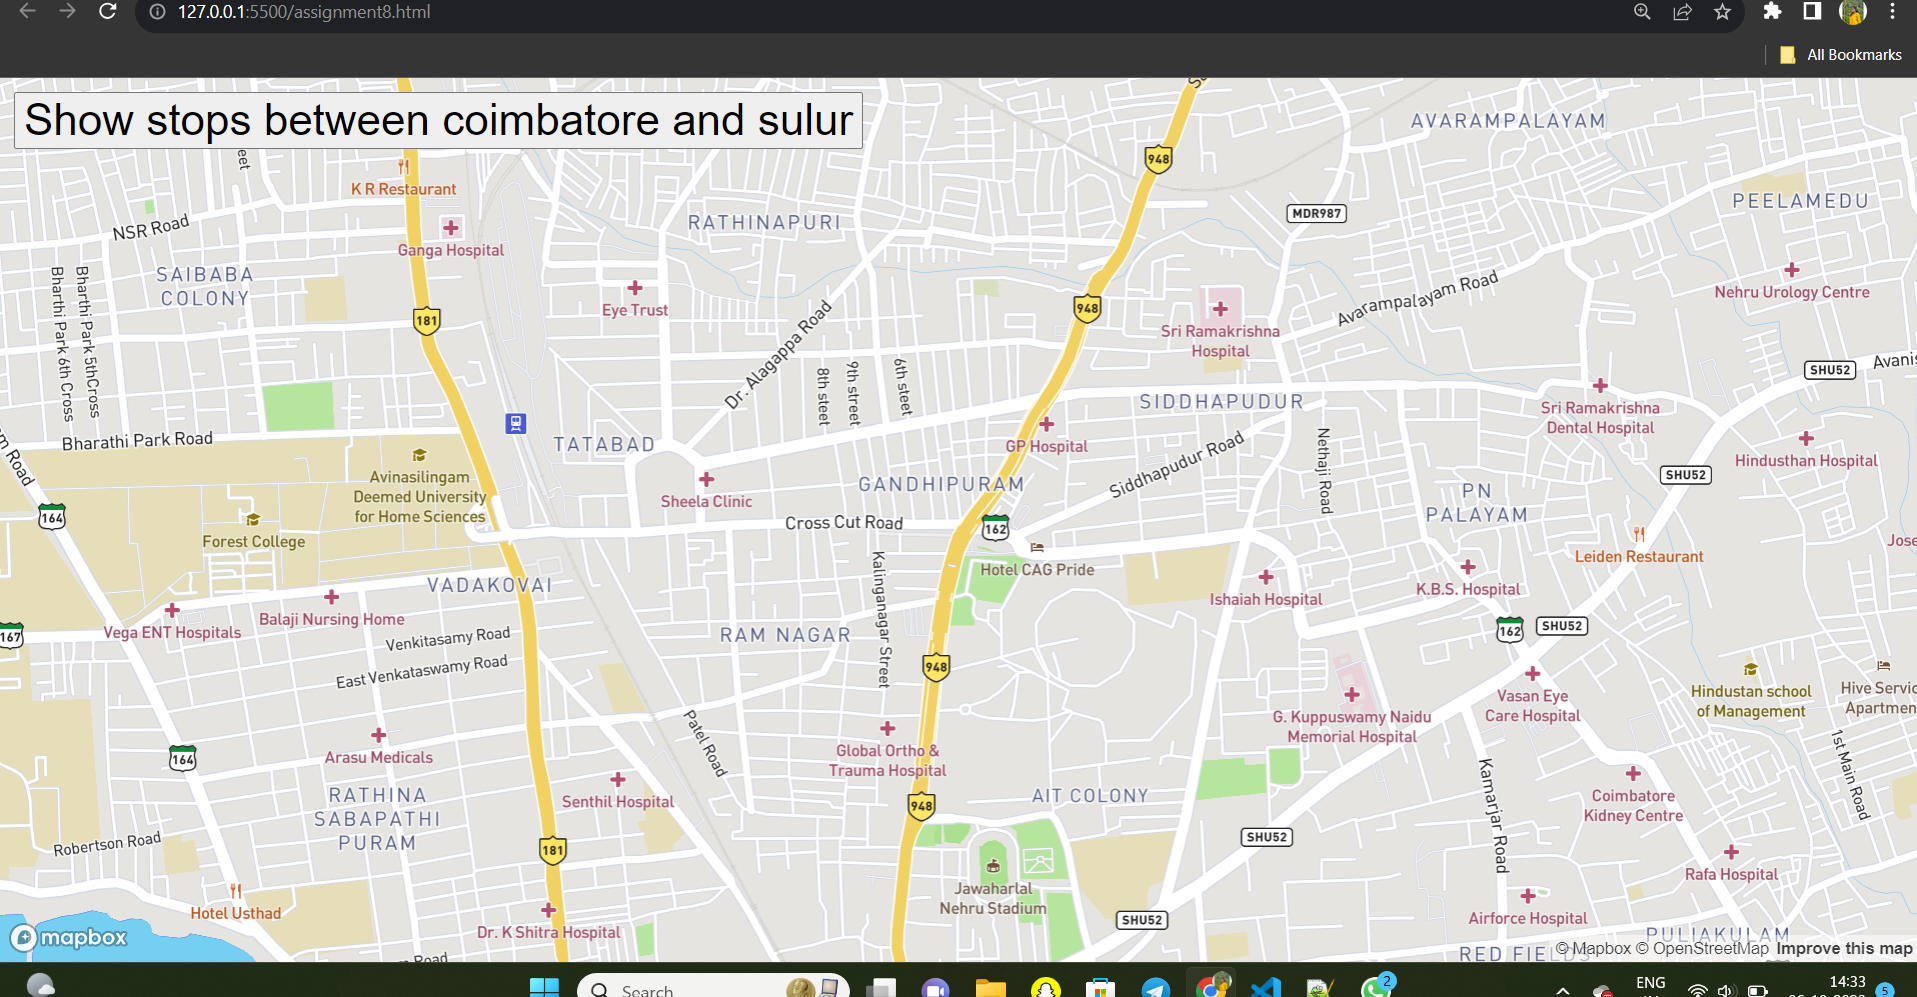 127.0.0.1:5500/assignment8.html
All Bookmarks
Show stops between coimbatore and sulur
AVARAMPALAYAM
948
K R Restaurant
PEELAMEDU
MDR987
NSR Road
RATHINAPURI
Ganga Hospital
SAIBABA
COLONY
Bharthi Park 6th Cross
Bharthi Park 5thCross
Eye Trust
Nehru Urology Centre
Avarampalayam Road
181
948
Sri Ramakrishna
Hospital
Dr. Alagappa Road
8th steet
9th street
6th street
SHU52
Avanis
SIDDHAPUDUR
Sri Ramakrishna
Dental Hospital
Bharathi Park Road
TATABAD
GP Hospital
Siddhapudur Road
Nethaji Road
Hindusthan Hospital
Avinasilingam
Deemed University
for Home Sciences
Sheela Clinic
GANDHIPURAM
SHU52
PN
PALAYAM
164
Cross Cut Road
162
Forest College
Leiden Restaurant
Jose
Hotel CAG Pride
Kalinganagar Street
VADAKOVAI
Ishaiah Hospital
K.B.S. Hospital
Balaji Nursing Home
Vega ENT Hospitals
167
Venkitasamy Road
RAM NAGAR
162
SHU52
East Venkataswamy Road
948
Vasan Eye
Care Hospital
Hindustan school
of Management
Hive Servic
Apartmen
G. Kuppuswamy Naidu
Memorial Hospital
Patel Road
Global Ortho &
Trauma Hospital
164
Arasu Medicals
1st Main Road
Kamarjar Road
RATHINA
SABAPATHI
PURAM
Senthil Hospital
948
AIT COLONY
Coimbatore
Kidney Centre
Robertson Road
181
SHU52
Rafa Hospital
Jawaharlal
Nehru Stadium
Hotel Usthad
SHU52
Airforce Hospital
Dr. K Shitra Hospital
mapbox
PULIAKULAM
RED FIELDS
© Mapbox © OpenStreetMap Improve this map
Road
Search
2
ENG
14:33
5